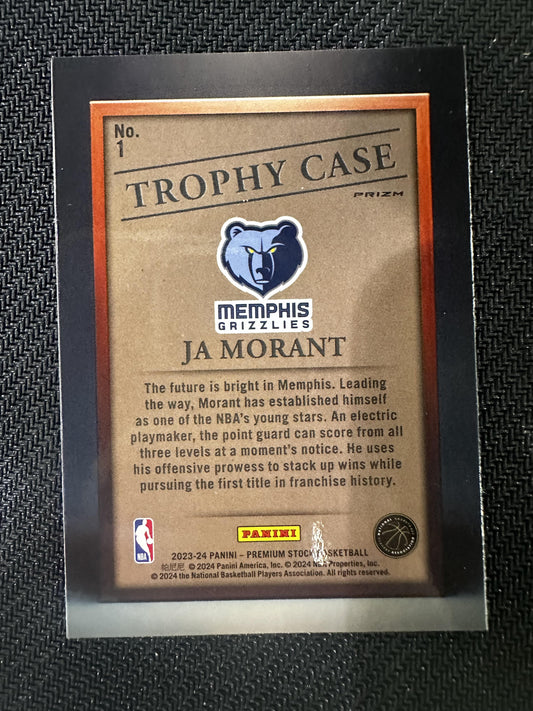 No.
1
TROPHY CASE
PRIZM
MEMPHIS
GRIZZLIES
JA MORANT
The future is bright in Memphis. Leading
the way, Morant has established himself
as one of the NBA's young stars. An electric
playmaker, the point guard can score from
all three levels at a moment's notice. He uses
his offensive prowess to stack up wins while
pursuing the first title in franchise history.
NBA
PANINI
2023-24 PANINI – PREMIUM STOCK BASKETBALL
帕尼尼 © 2024 Panini America, Inc. © 2024 NBA Properties, Inc.
© 2024 the National Basketball Players Association. All rights reserved.